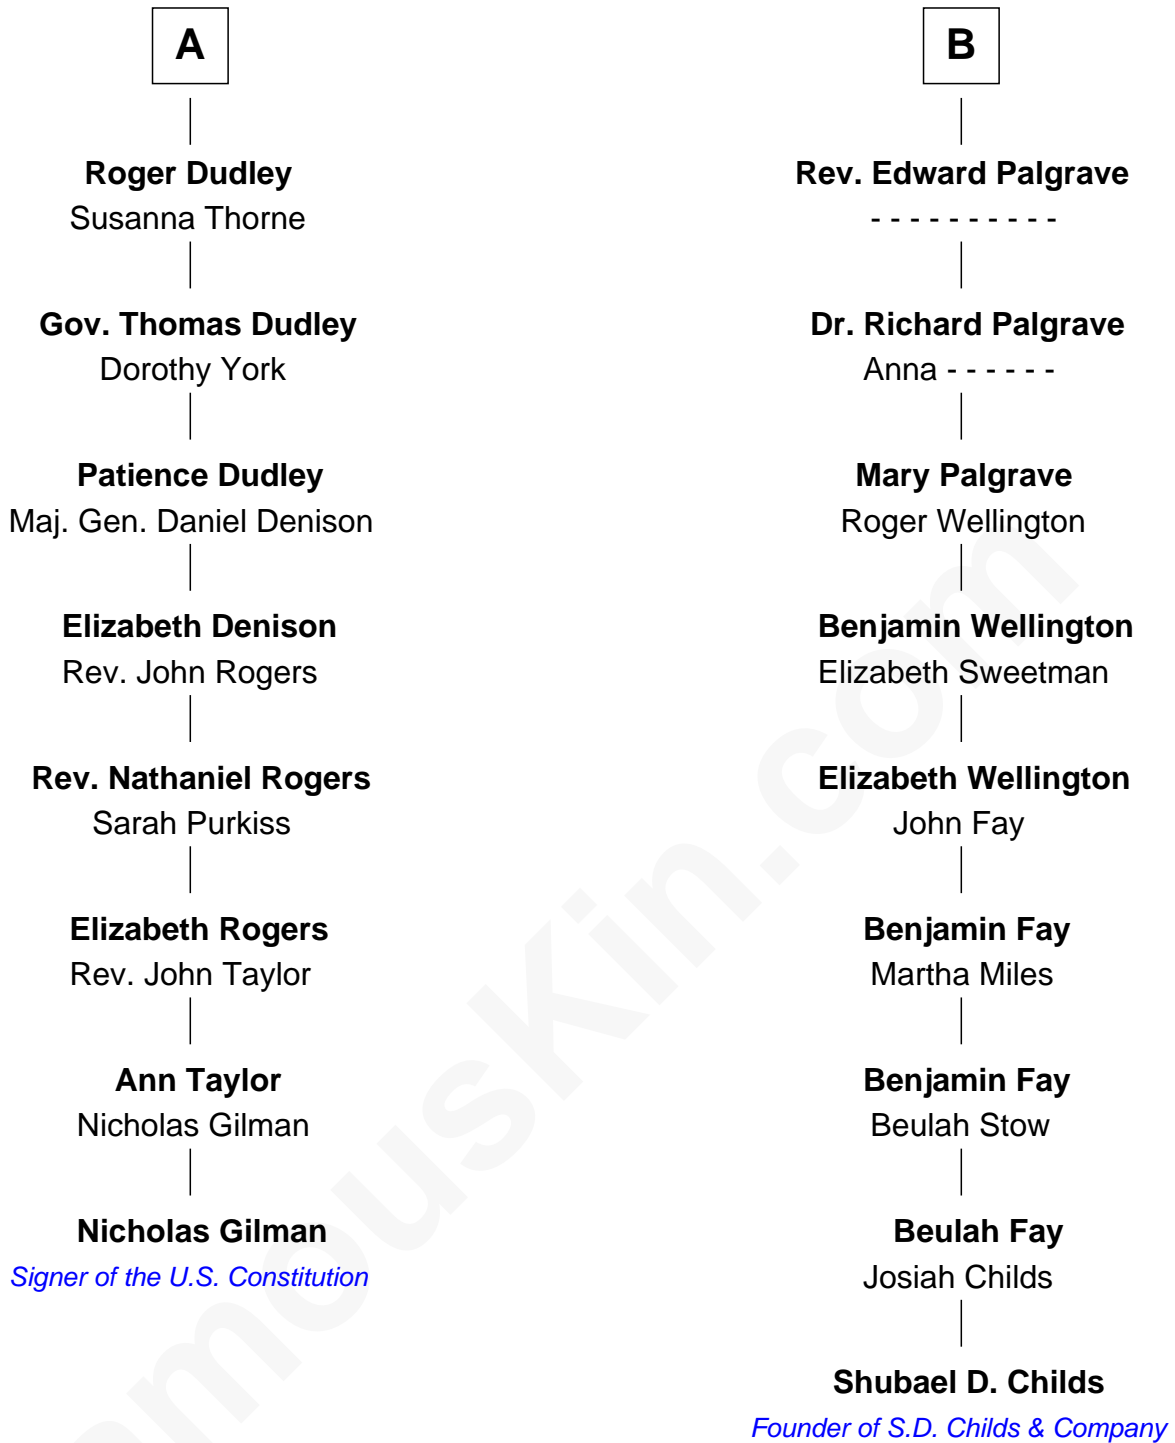 A
Roger Dudley
Susanna Thorne
Gov. Thomas Dudley
Dorothy York
Patience Dudley
Maj. Gen. Daniel Denison
Elizabeth Denison
Rev. John Rogers
Rev. Nathaniel Rogers
Sarah Purkiss
Elizabeth Rogers
Rev. John Taylor
Ann Taylor
Nicholas Gilman
Nicholas Gilman
Signer of the U.S. Constitution
B
Rev. Edward Palgrave
- - - - - - - - - -
Dr. Richard Palgrave
Anna - - - - - -
Mary Palgrave
Roger Wellington
Benjamin Wellington
Elizabeth Sweetman
Elizabeth Wellington
John Fay
Benjamin Fay
Martha Miles
Benjamin Fay
Beulah Stow
Beulah Fay
Josiah Childs
Shubael D. Childs
Founder of S.D. Childs & Company
amouskin.com